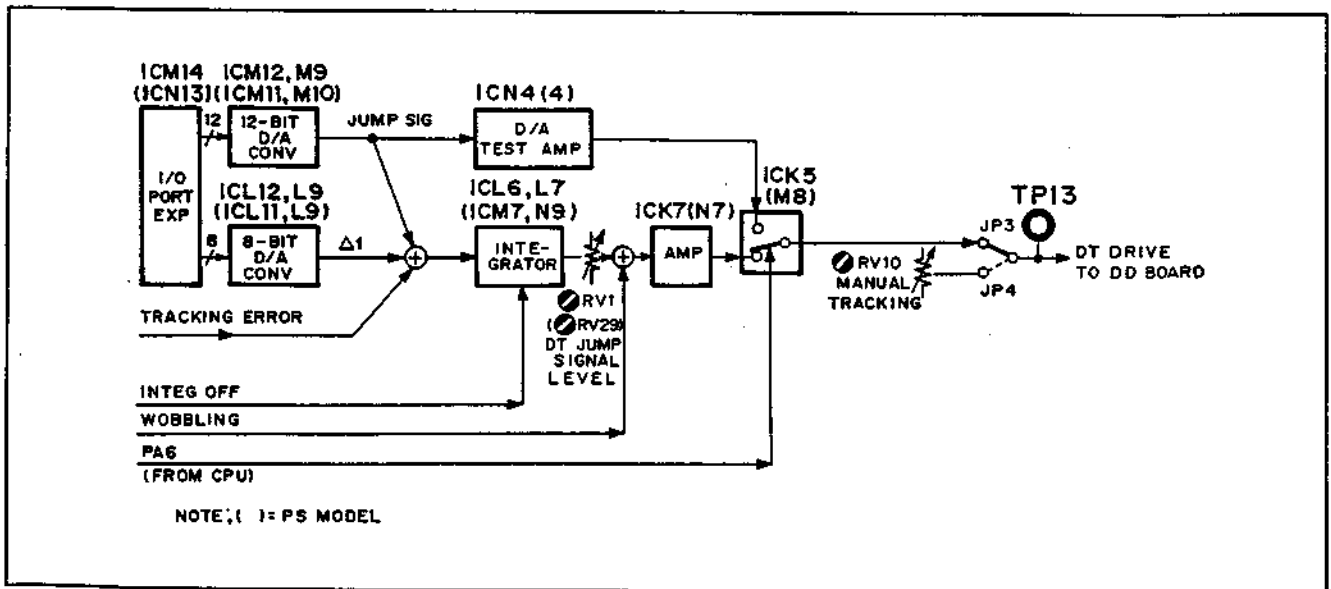 ICM14
(ICN13)
ICM12, M9
(ICM11, M10)
12
12-BIT
D/A
CONV
JUMP SIG
ICN4(4)
D/A
TEST AMP
I/O
PORT
EXP
ICL12, L9
(ICL11, L9)
8
8-BIT
D/A
CONV
Δ1
+
ICL6, L7
(ICM7, N9)
INTE-
GRATOR
RV1
(RV29)
DT JUMP
SIGNAL
LEVEL
+
ICK7(N7)
AMP
ICK5
(M8)
TP13
JP3
JP4
RV10
MANUAL
TRACKING
DT DRIVE
TO DD BOARD
TRACKING ERROR
INTEG OFF
WOBBLING
PA6
(FROM CPU)
NOTE;( )= PS MODEL